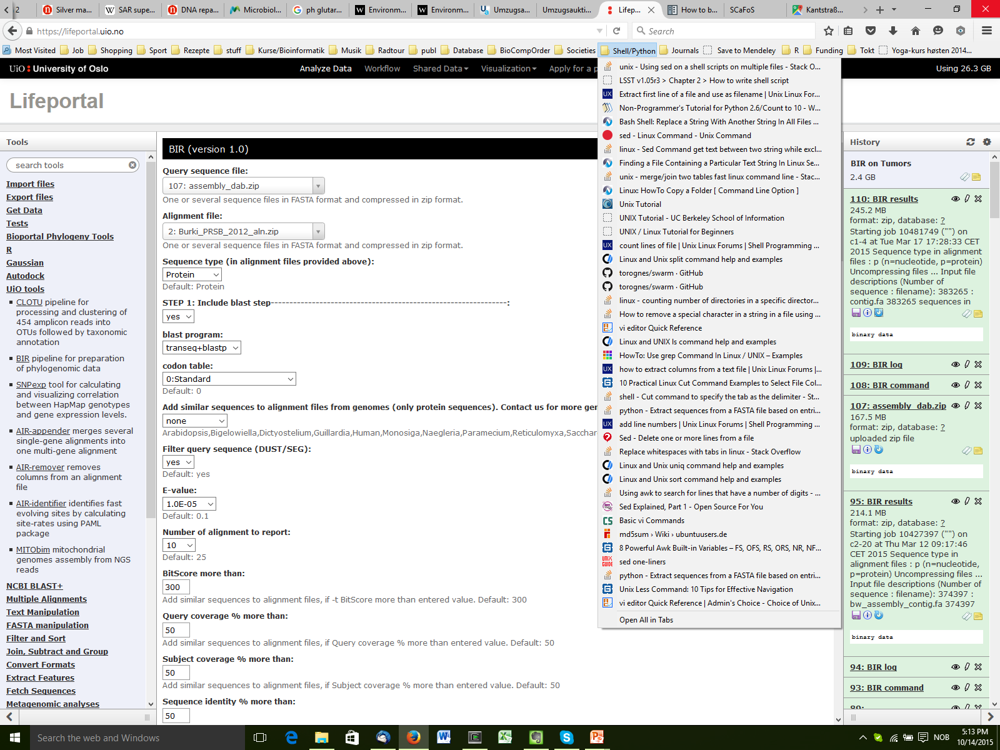 2
Silver ma...
SAR supe...
DNA repa...
Microbiol...
ph glutar...
Environm...
Environm...
Umzugsa...
Umzugsaukti...
Lifep...
How to b...
SCaFoS
Kantstraß...
https://lifeportal.uio.no
Search
Most Visited
Job
Shopping
Sport
Rezepte
stuff
Kurse/Bioinformatik
Musik
Radtour
publ
Database
BioCompOrder
Societies
Shell/Python
Journals
Save to Mendeley
R
Funding
Tokt
Yoga-kurs høsten 2014...
UiO : University of Oslo
Analyze Data
Workflow
Shared Data
Visualization
Apply for a p
Using 26.3 GB
Lifeportal
Tools
search tools
Import files
Export files
Get Data
Tests
Bioportal Phylogeny Tools
R
Gaussian
Autodock
UiO tools
CLOTU pipeline for
processing and clustering of
454 amplicon reads into
OTUs followed by taxonomic
annotation
BIR pipeline for preparation
of phylogenomic data
SNPexp tool for calculating
and visualizing correlation
between HapMap genotypes
and gene expression levels.
AIR-appender merges several
single-gene alignments into
one multi-gene alignment
AIR-remover removes
columns from an alignment
file
AIR-identifier identifies fast
evolving sites by calculating
site-rates using PAML
package
MITObim mitochondrial
genomes assembly from NGS
reads
NCBI BLAST+
Multiple Alignments
Text Manipulation
FASTA manipulation
Filter and Sort
Join, Subtract and Group
Convert Formats
Extract Features
Fetch Sequences
Metagenomic analyses
BIR (version 1.0)
Query sequence file:
107: assembly_dab.zip
One or several sequence files in FASTA format and compressed in zip format.
Alignment file:
2: Burki_PRSB_2012_aln.zip
One or several sequence files in FASTA format and compressed in zip format.
Sequence type (in alignment files provided above):
Protein
Default: Protein
STEP 1: Include blast step---------------------------------------------------------------:
yes
blast program:
transeq+blastp
codon table:
0:Standard
Default: 0
Add similar sequences to alignment files from genomes (only protein sequences). Contact us for more ger
none
Arabidopsis,Bigelowiella,Dictyostelium,Guillardia,Human,Monosiga,Naegleria,Paramecium,Reticulomyxa,Sacchar
Filter query sequence (DUST/SEG):
yes
Default: yes
E-value:
1.0E-05
Default: 0.1
Number of alignment to report:
10
Default: 25
BitScore more than:
300
Add similar sequences to alignment files, if -t BitScore more than entered value. Default: 300
Query coverage % more than:
50
Add similar sequences to alignment files, if Query coverage % more than entered value. Default: 50
Subject coverage % more than:
50
Add similar sequences to alignment files, if Subject coverage % more than entered value. Default: 50
Sequence identity % more than:
50
unix - Using sed on a shell scripts on multiple files - Stack O...
LSST v1.05r3 > Chapter 2 > How to write shell script
Extract first line of a file and use as filename | Unix Linux For...
Non-Programmer's Tutorial for Python 2.6/Count to 10 - W...
Bash Shell: Replace a String With Another String In All Files ...
sed - Linux Command - Unix Command
linux - Sed Command get text between two string while excl...
Finding a File Containing a Particular Text String In Linux Se...
unix - merge/join two tables fast linux command line - Stac...
Linux: HowTo Copy a Folder [ Command Line Option ]
Unix Tutorial
UNIX Tutorial - UC Berkeley School of Information
UNIX / Linux Tutorial for Beginners
count lines of file | Unix Linux Forums | Shell Programming ...
Linux and Unix split command help and examples
torognes/swarm · GitHub
torognes/swarm · GitHub
linux - counting number of directories in a specific director...
How to remove a special character in a string in a file using ...
vi editor Quick Reference
Linux and UNIX ls command help and examples
HowTo: Use grep Command In Linux / UNIX – Examples
how to extract columns from a text file | Unix Linux Forums |...
10 Practical Linux Cut Command Examples to Select File Col...
shell - Cut command to specify the tab as the delimiter - St...
python - Extract sequences from a FASTA file based on entri...
add line numbers | Unix Linux Forums | Shell Programming ...
Sed - Delete one or more lines from a file
Replace whitespaces with tabs in linux - Stack Overflow
Linux and Unix uniq command help and examples
Linux and Unix sort command help and examples
Using awk to search for lines that have a number of digits - ...
Sed Explained, Part 1 - Open Source For You
Basic vi Commands
md5sum › Wiki › ubuntuusers.de
8 Powerful Awk Built-in Variables – FS, OFS, RS, ORS, NR, NF...
sed one-liners
python - Extract sequences from a FASTA file based on entri...
Unix Less Command: 10 Tips for Effective Navigation
vi editor Quick Reference | Admin's Choice - Choice of Unix...
Open All in Tabs
History
BIR on Tumors
2.4 GB
110: BIR results
245.2 MB
format: zip, database: ?
Starting job 10481749 ("") on
c1-4 at Tue Mar 17 17:28:33 CET
2015 Sequence type in alignment
files : p (n=nucleotide, p=protein)
Uncompressing files ... Input file
descriptions (Number of
sequence : filename): 383265 :
contig.fa 383265 sequences in
binary data
109: BIR log
108: BIR command
107: assembly_dab.zip
167.5 MB
format: zip, database: ?
uploaded zip file
binary data
95: BIR results
214.1 MB
format: zip, database: ?
Starting job 10427397 ("") on
c2-20 at Thu Mar 12 09:17:46
CET 2015 Sequence type in
alignment files : p (n=nucleotide,
p=protein) Uncompressing files ...
Input file descriptions (Number of
sequence : filename): 374397 :
bw_assembly_contig.fa 374397
binary data
94: BIR log
93: BIR command
Search the web and Windows
NOB
5:13 PM
10/14/2015